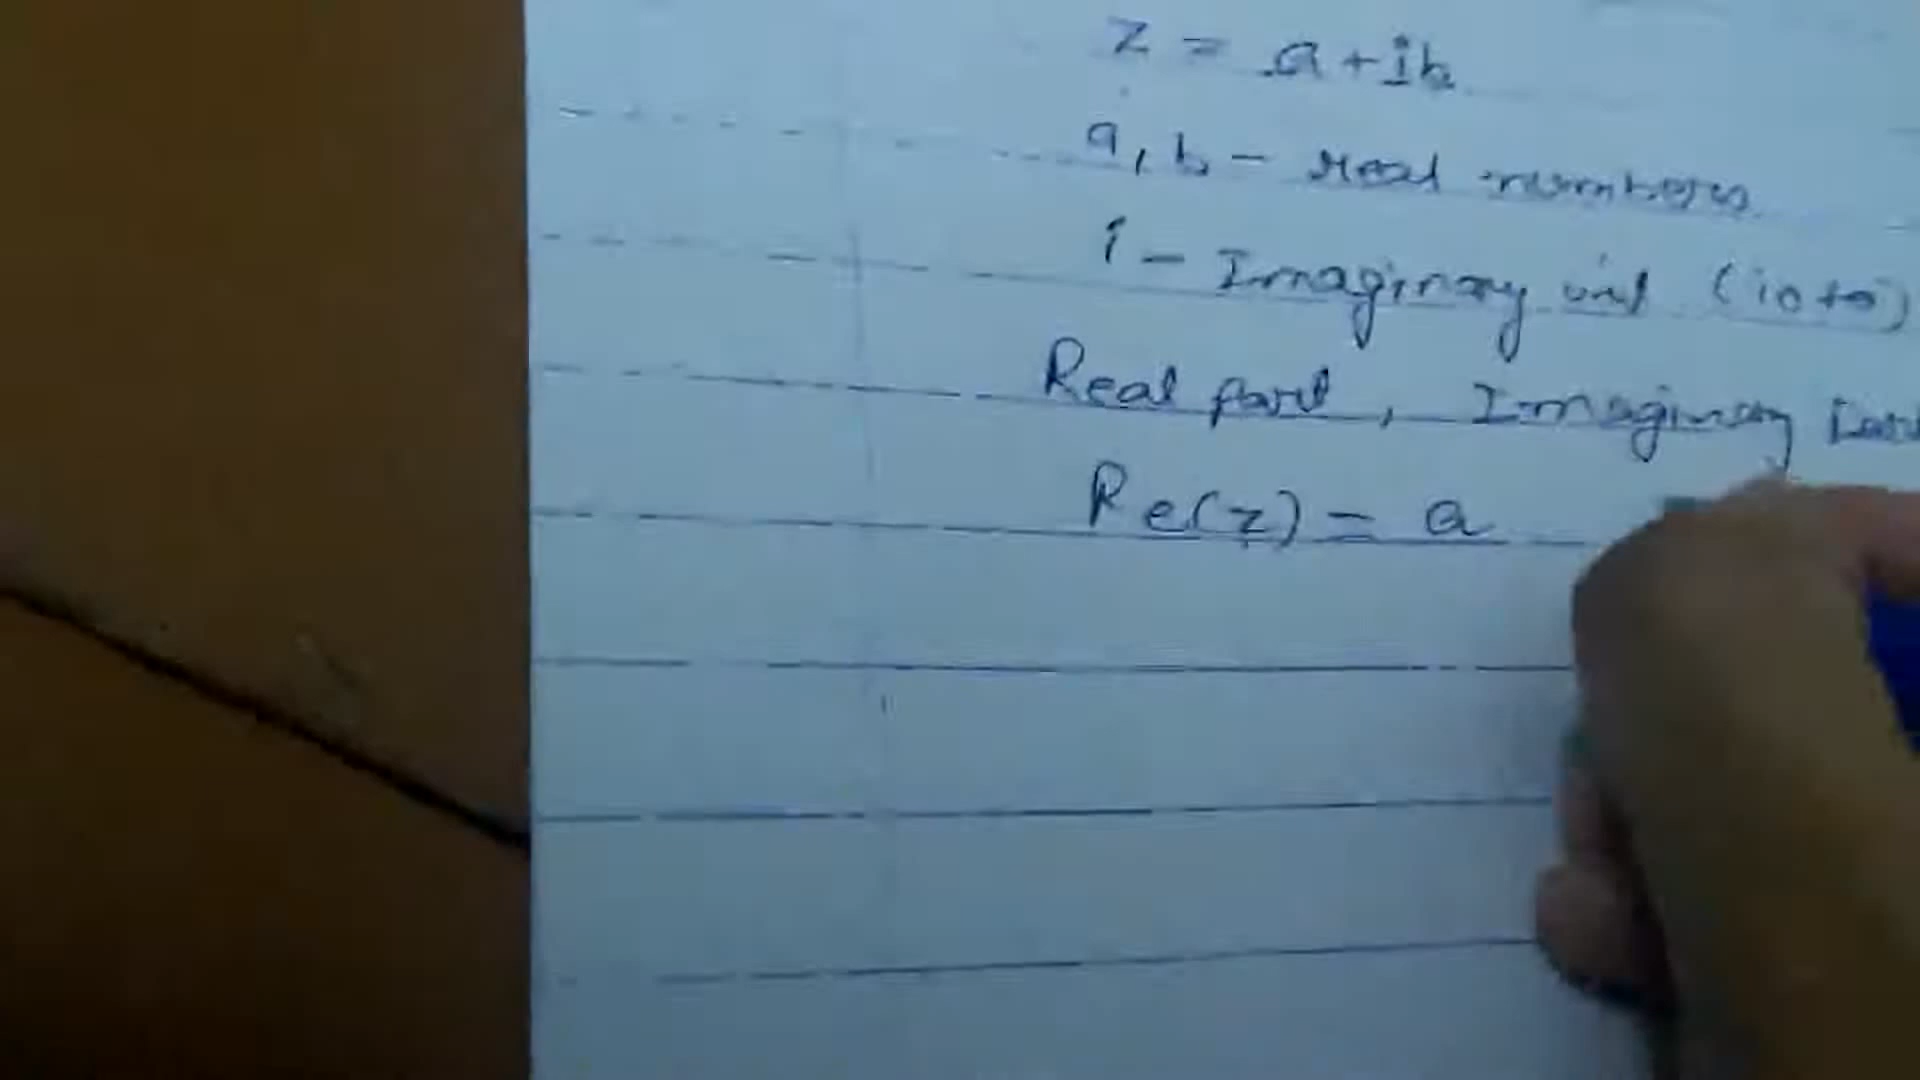 z = a + ib
a, b - real numbers
i - Imaginary unit (iota)
Real part, Imaginary
Re(z) = a